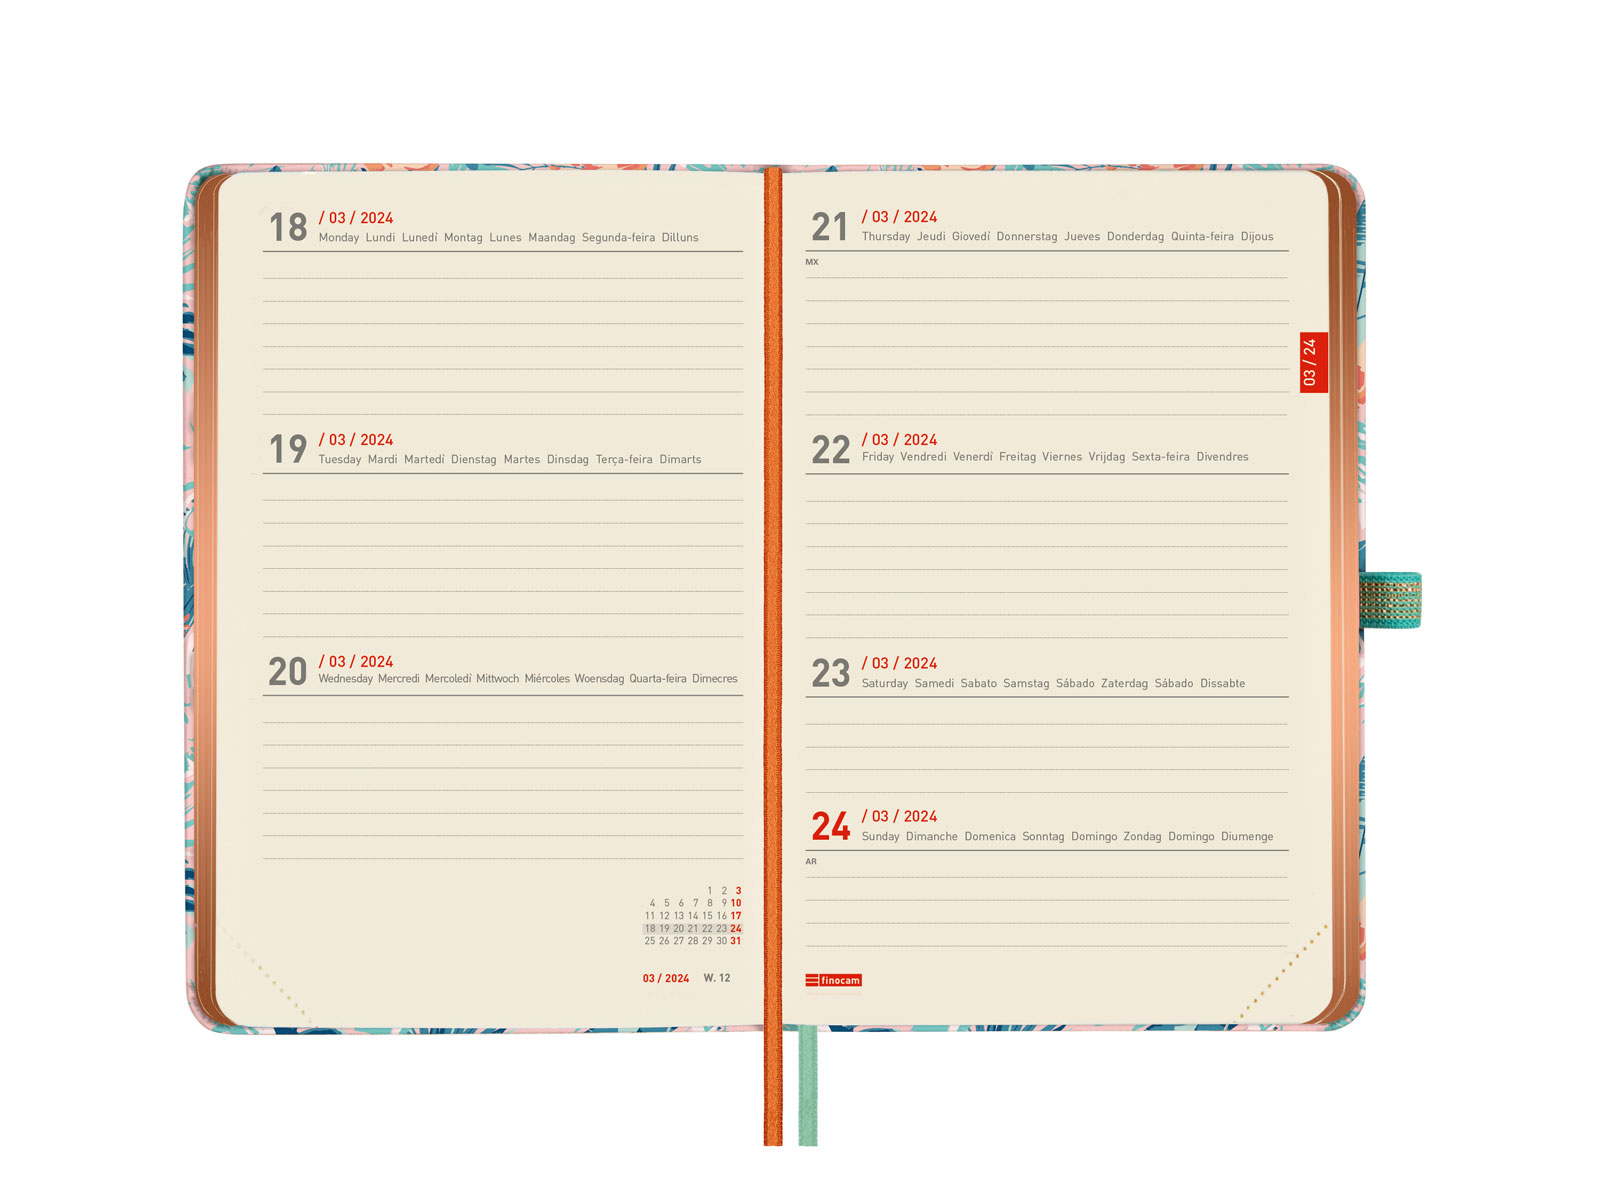 18 / 03 / 2024
Monday Lundi Lunedì Montag Lunes Maandag Segunda-feira Dilluns
19 / 03 / 2024
Tuesday Mardi Martedì Dienstag Martes Dinsdag Terça-feira Dimarts
20 / 03 / 2024
Wednesday Mercredi Mercoledì Mittwoch Miércoles Woensdag Quarta-feira Dimecres
1 2 3
4 5 6 7 8 9 10
11 12 13 14 15 16 17
18 19 20 21 22 23 24
25 26 27 28 29 30 31
03 / 2024 W. 12
21 / 03 / 2024
Thursday Jeudi Giovedì Donnerstag Jueves Donderdag Quinta-feira Dijous
MX
03 / 24
22 / 03 / 2024
Friday Vendredi Venerdì Freitag Viernes Vrijdag Sexta-feira Divendres
23 / 03 / 2024
Saturday Samedi Sabato Samstag Sábado Zaterdag Sábado Dissabte
24 / 03 / 2024
Sunday Dimanche Domenica Sonntag Domingo Zondag Domingo Diumenge
AR
finocam